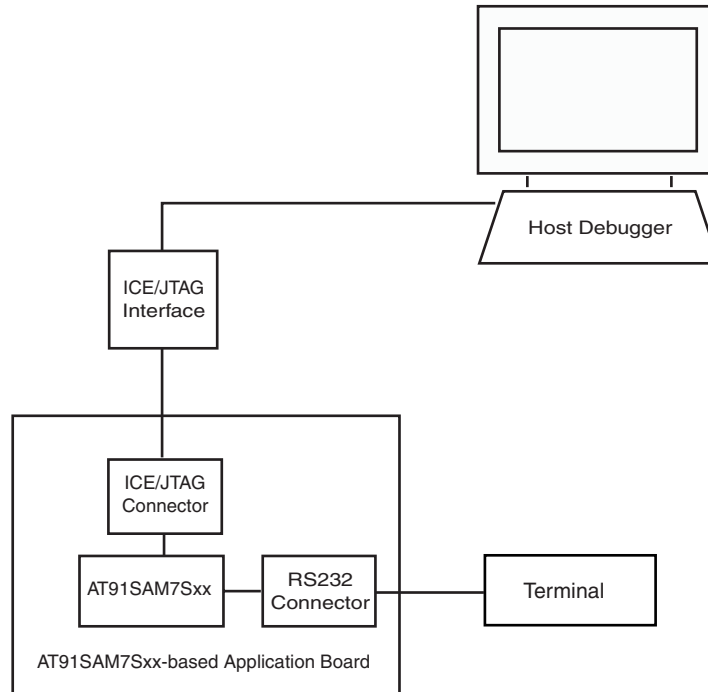 Host Debugger
ICE/JTAG
Interface
ICE/JTAG
Connector
AT91SAM7Sxx
RS232
Connector
Terminal
AT91SAM7Sxx-based Application Board